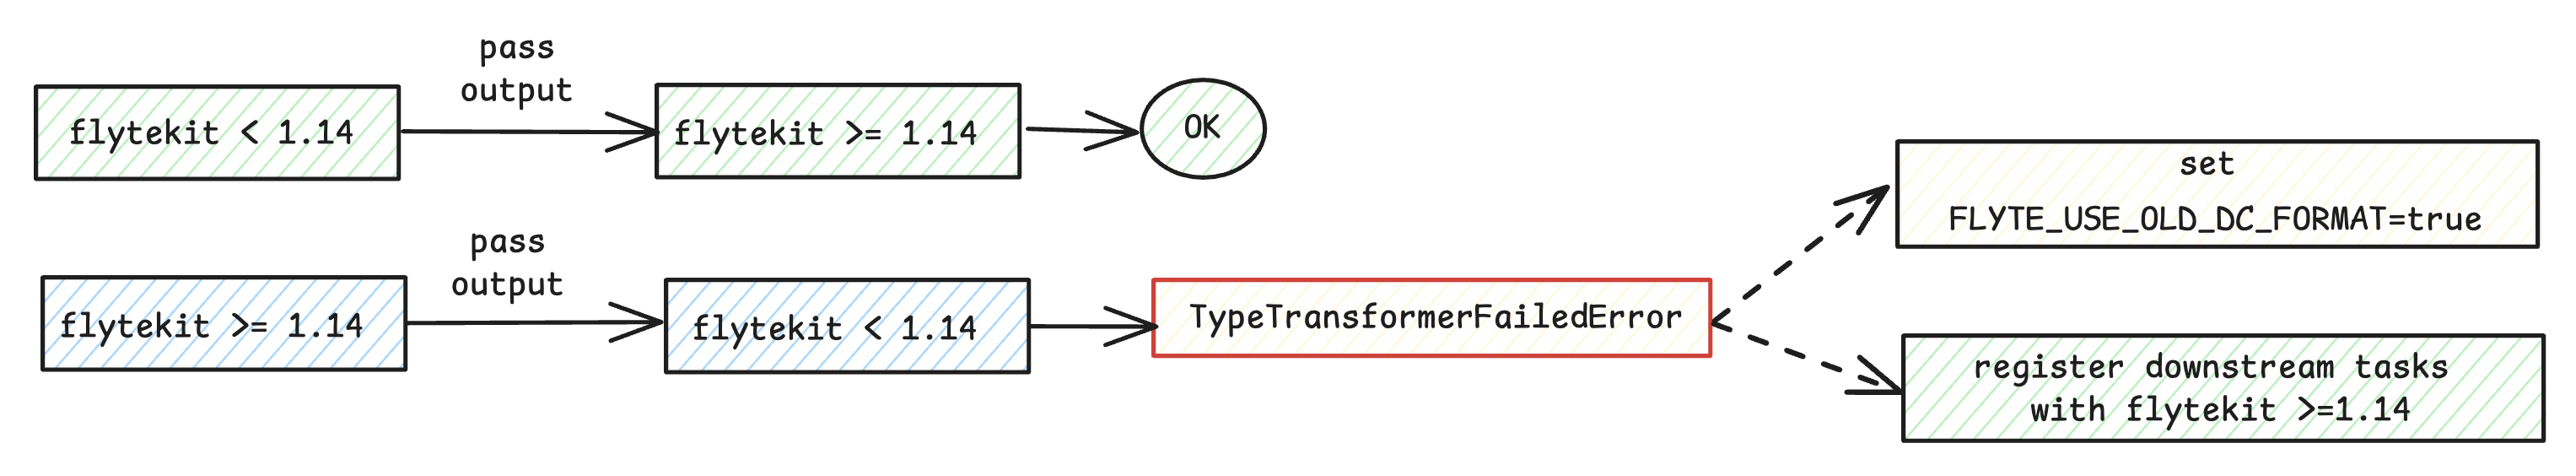 pass
output
flytekit < 1.14
flytekit >= 1.14
OK
pass
output
flytekit >= 1.14
flytekit < 1.14
TypeTransformerFailedError
set
FLYTE_USE_OLD_DC_FORMAT=true
register downstream tasks
with flytekit >=1.14